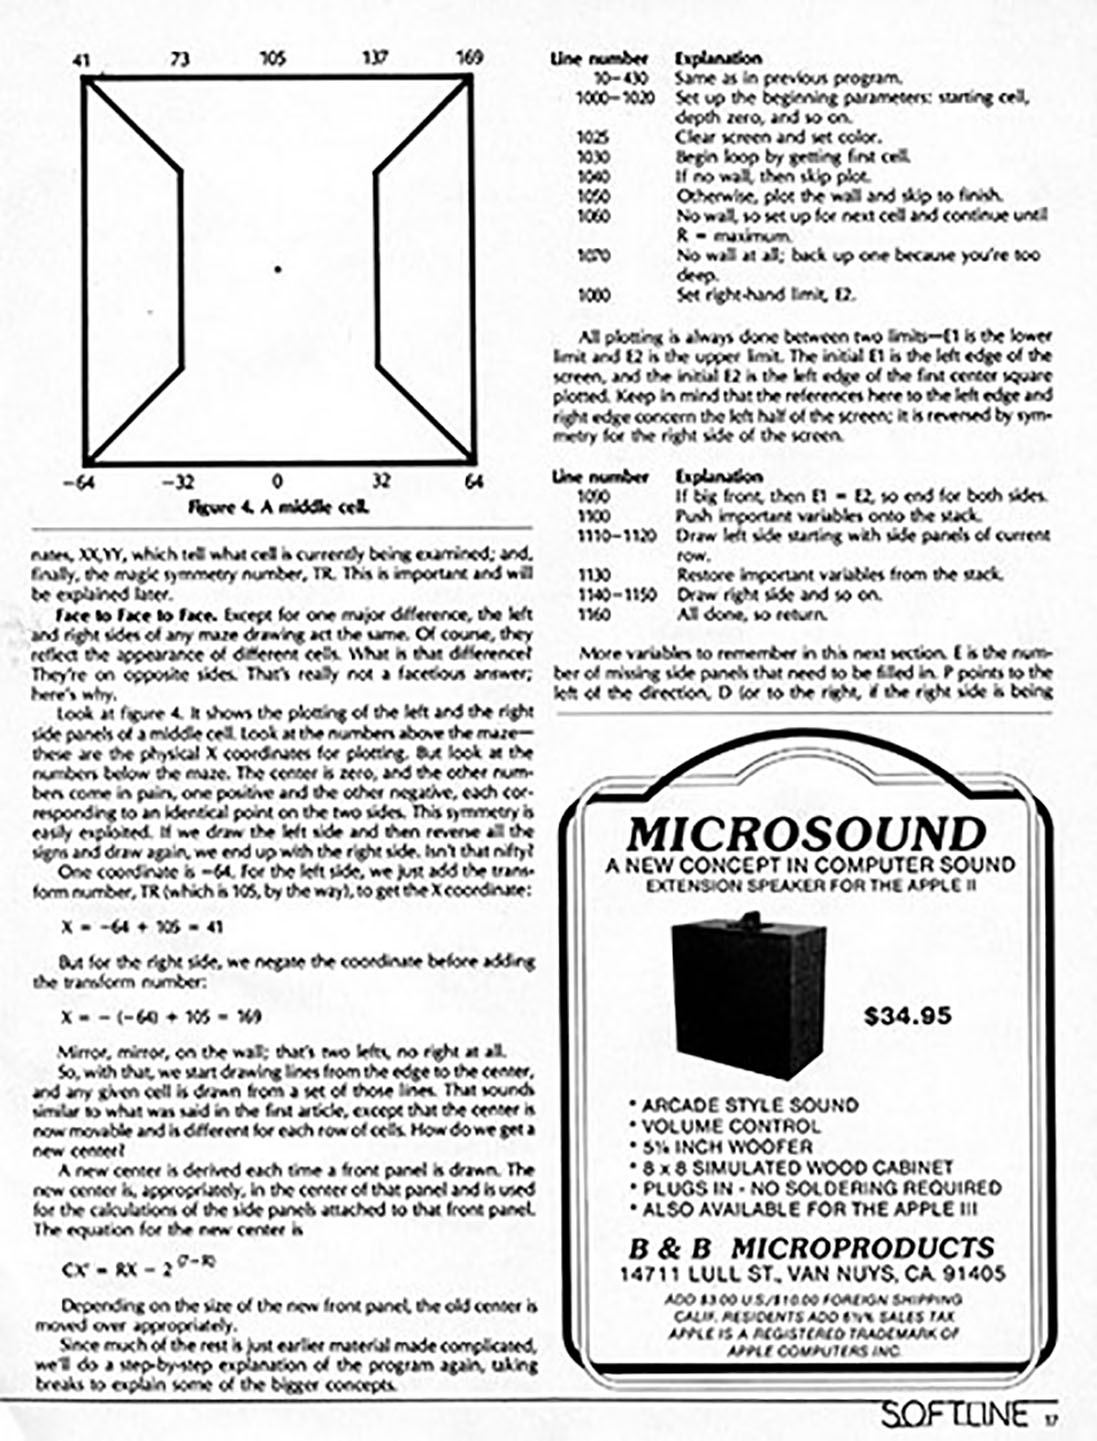 41 73 105 137 169
-64 -32 0 32 64
Figure 4. A middle cell.
nates, XX,YY, which tell what cell is currently being examined; and,
finally, the magic symmetry number, TR. This is important and will
be explained later.
Face to Face to Face. Except for one major difference, the left
and right sides of any maze drawing act the same. Of course, they
reflect the appearance of different cells. What is that difference?
They're on opposite sides. That's really not a facetious answer;
here's why.
Look at figure 4. It shows the plotting of the left and the right
side panels of a middle cell. Look at the numbers above the maze—
these are the physical X coordinates for plotting. But look at the
numbers below the maze. The center is zero, and the other num-
bers come in pairs, one positive and the other negative, each cor-
responding to an identical point on the two sides. This symmetry is
easily exploited. If we draw the left side and then reverse all the
signs and draw again, we end up with the right side. Isn't that nifty?
One coordinate is -64. For the left side, we just add the trans-
form number, TR (which is 105, by the way), to get the X coordinate:
X = -64 + 105 = 41
But for the right side, we negate the coordinate before adding
the transform number:
X = - (-64) + 105 = 169
Mirror, mirror, on the wall; that's two lefts, no right at all.
So, with that, we start drawing lines from the edge to the center,
and any given cell is drawn from a set of those lines. That sounds
similar to what was said in the first article, except that the center is
now movable and is different for each row of cells. How do we get a
new center?
A new center is derived each time a front panel is drawn. The
new center is, appropriately, in the center of that panel and is used
for the calculations of the side panels attached to that front panel.
The equation for the new center is
CX' = RX - 2(7-R)
Depending on the size of the new front panel, the old center is
moved over appropriately.
Since much of the rest is just earlier material made complicated,
we'll do a step-by-step explanation of the program again, taking
breaks to explain some of the bigger concepts.
Line number Explanation
10-430 Same as in previous program.
1000-1020 Set up the beginning parameters: starting cell,
depth zero, and so on.
1025 Clear screen and set color.
1030 Begin loop by getting first cell.
1040 If no wall, then skip plot.
1050 Otherwise, plot the wall and skip to finish.
1060 No wall, so set up for next cell and continue until
R = maximum.
1070 No wall at all; back up one because you're too
deep.
1080 Set right-hand limit, E2.
All plotting is always done between two limits—E1 is the lower
limit and E2 is the upper limit. The initial E1 is the left edge of the
screen, and the initial E2 is the left edge of the first center square
plotted. Keep in mind that the references here to the left edge and
right edge concern the left half of the screen; it is reversed by sym-
metry for the right side of the screen.
Line number Explanation
1090 If big front, then E1 = E2, so end for both sides.
1100 Push important variables onto the stack.
1110-1120 Draw left side starting with side panels of current
row.
1130 Restore important variables from the stack.
1140-1150 Draw right side and so on.
1160 All done, so return.
More variables to remember in this next section. E is the num-
ber of missing side panels that need to be filled in. P points to the
left of the direction, D (or to the right, if the right side is being
MICROSOUND
A NEW CONCEPT IN COMPUTER SOUND
EXTENSION SPEAKER FOR THE APPLE II
$34.95
• ARCADE STYLE SOUND
• VOLUME CONTROL
• 5¼ INCH WOOFER
• 8 x 8 SIMULATED WOOD CABINET
• PLUGS IN - NO SOLDERING REQUIRED
• ALSO AVAILABLE FOR THE APPLE III
B & B MICROPRODUCTS
14711 LULL ST., VAN NUYS, CA. 91405
ADD $3.00 U.S./$10.00 FOREIGN SHIPPING
CALIF. RESIDENTS ADD 6½% SALES TAX
APPLE IS A REGISTERED TRADEMARK OF
APPLE COMPUTERS INC.
SOFTLINE 17